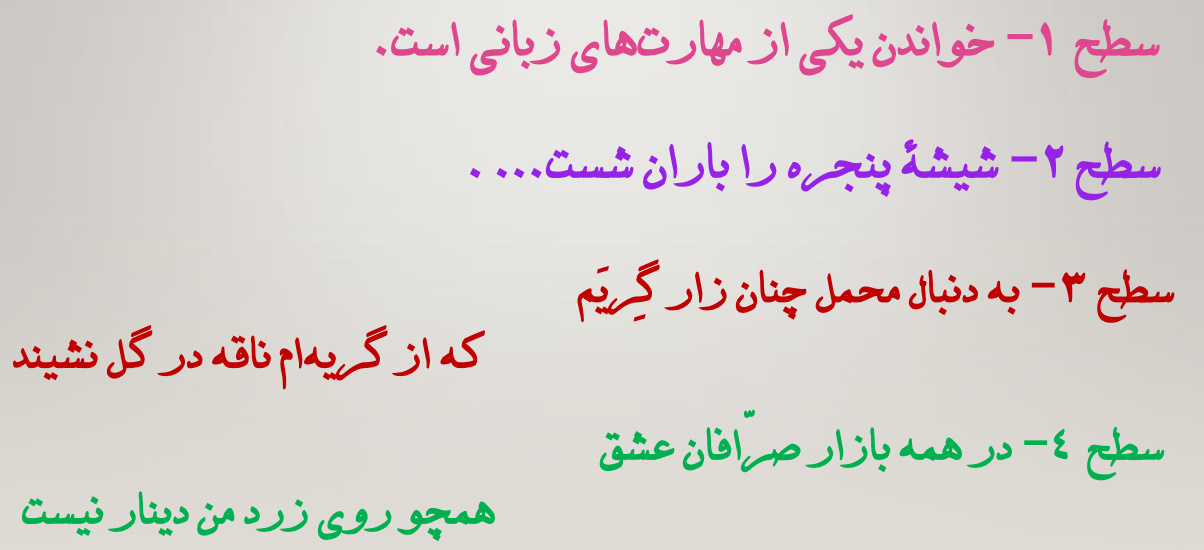 سطح ۱- خواندن یکی از مهارت‌های زبانی است.
سطح ۲- شیشهٔ پنجره را باران شست... .
سطح ۳- به دنبال محمل چنان زار گِریَم
که از گریه‌ام ناقه در گل نشیند
سطح ٤- در همه بازار صرّافان عشق
همچو روی زرد من دینار نیست